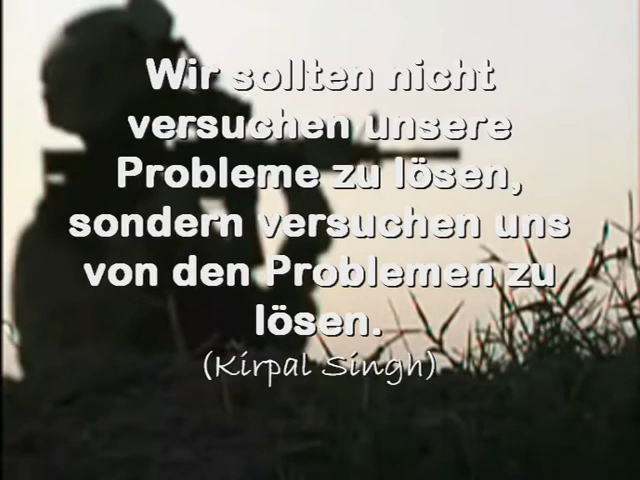 Wir sollten nicht
versuchen unsere
Probleme zu lösen,
sondern versuchen uns
von den Problemen zu
lösen.
(Kirpal Singh)